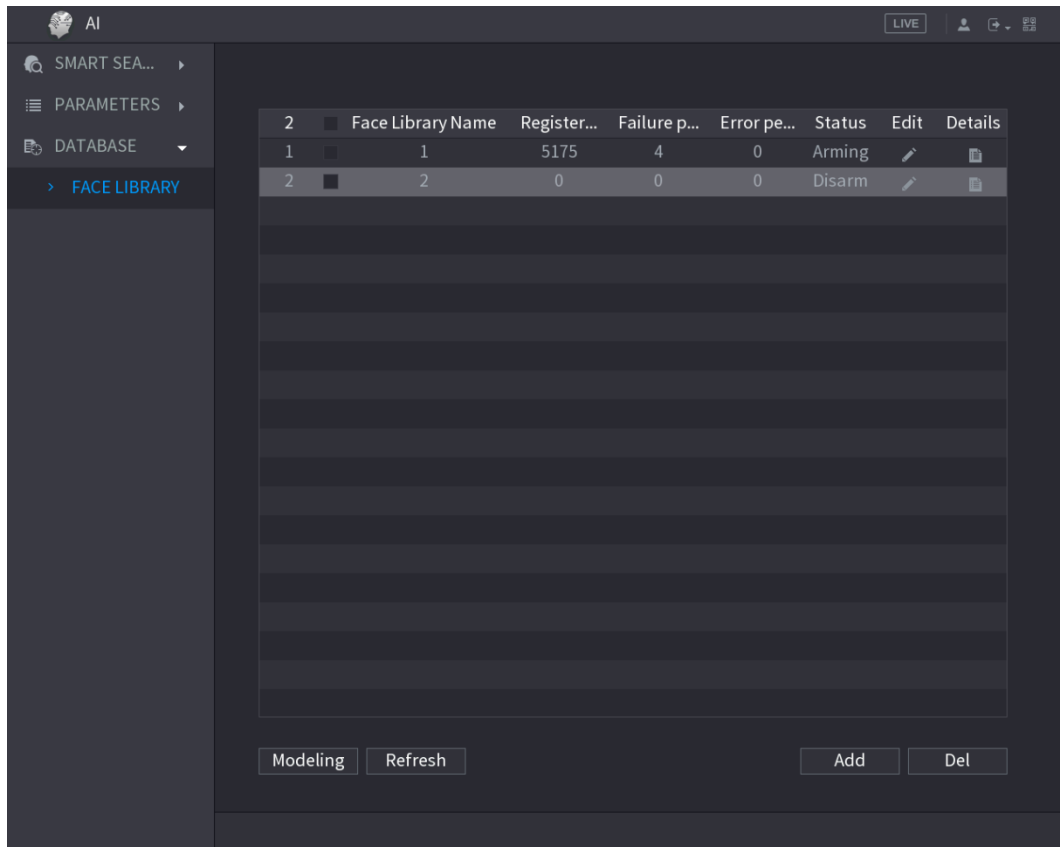 AI LIVE
SMART SEA...
PARAMETERS
DATABASE
FACE LIBRARY
2 Face Library Name Register... Failure p... Error pe... Status Edit Details
1 1 5175 4 0 Arming
2 2 0 0 0 Disarm
Modeling Refresh Add Del